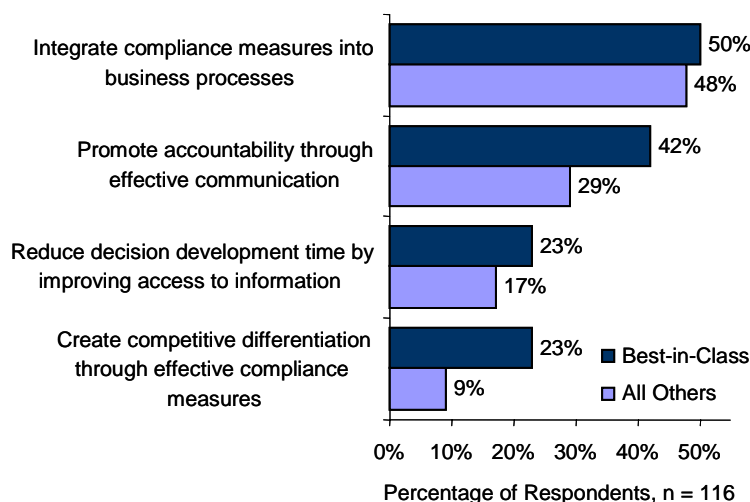 Integrate compliance measures into
business processes
50%
48%
Promote accountability through
effective communication
42%
29%
Reduce decision development time by
improving access to information
23%
17%
Create competitive differentiation
through effective compliance
measures
23%
9%
Best-in-Class
All Others
0% 10% 20% 30% 40% 50%
Percentage of Respondents, n = 116